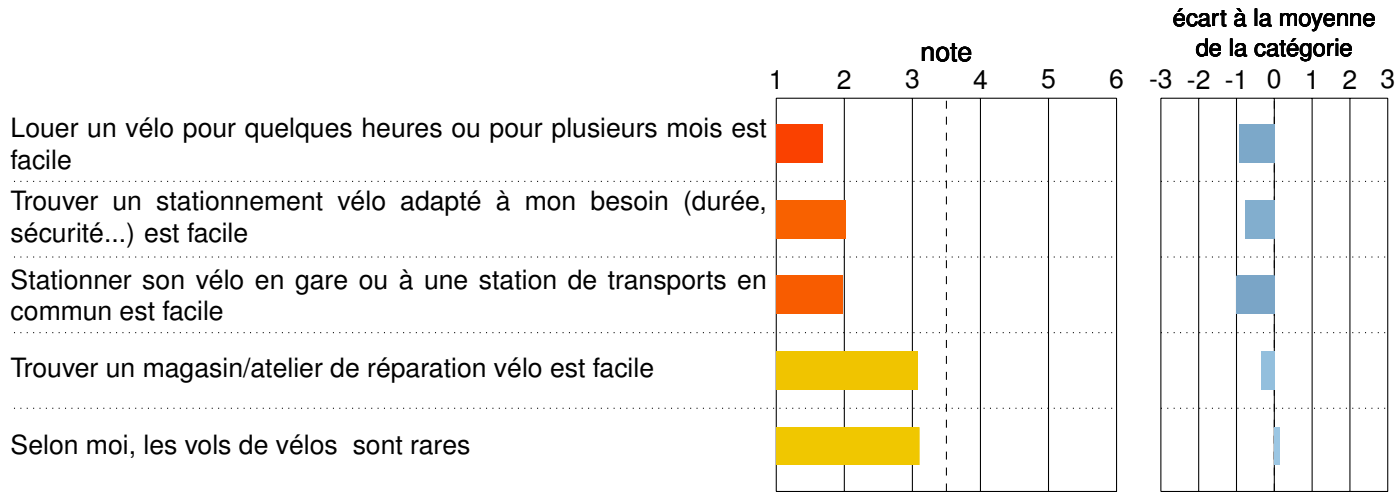 écart à la moyenne
de la catégorie
note
1 2 3 4 5 6
-3 -2 -1 0 1 2 3
Louer un vélo pour quelques heures ou pour plusieurs mois est
facile
Trouver un stationnement vélo adapté à mon besoin (durée,
sécurité...) est facile
Stationner son vélo en gare ou à une station de transports en
commun est facile
Trouver un magasin/atelier de réparation vélo est facile
Selon moi, les vols de vélos sont rares